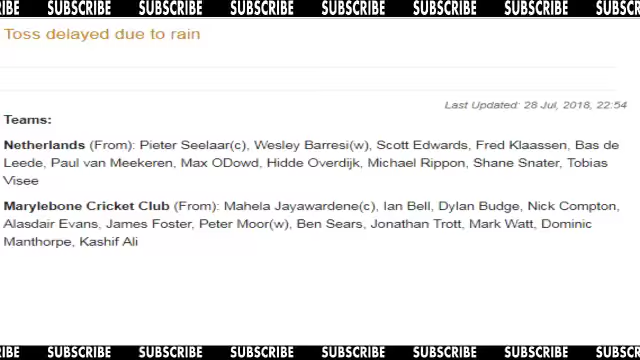 IBE SUBSCRIBE SUBSCRIBE SUBSCRIBE SUBSCRIBE SUBSCRIBE SUBSCRIBE SU
Toss delayed due to rain
Last Updated: 28 Jul, 2018, 22:54
Teams:
Netherlands (From): Pieter Seelaar(c), Wesley Barresi(w), Scott Edwards, Fred Klaassen, Bas de
Leede, Paul van Meekeren, Max ODowd, Hidde Overdijk, Michael Rippon, Shane Snater, Tobias
Visee
Marylebone Cricket Club (From): Mahela Jayawardene(c), Ian Bell, Dylan Budge, Nick Compton,
Alasdair Evans, James Foster, Peter Moor(w), Ben Sears, Jonathan Trott, Mark Watt, Dominic
Manthorpe, Kashif Ali
IBE SUBSCRIBE SUBSCRIBE SUBSCRIBE SUBSCRIBE SUBSCRIBE SUBSCRIBE SU